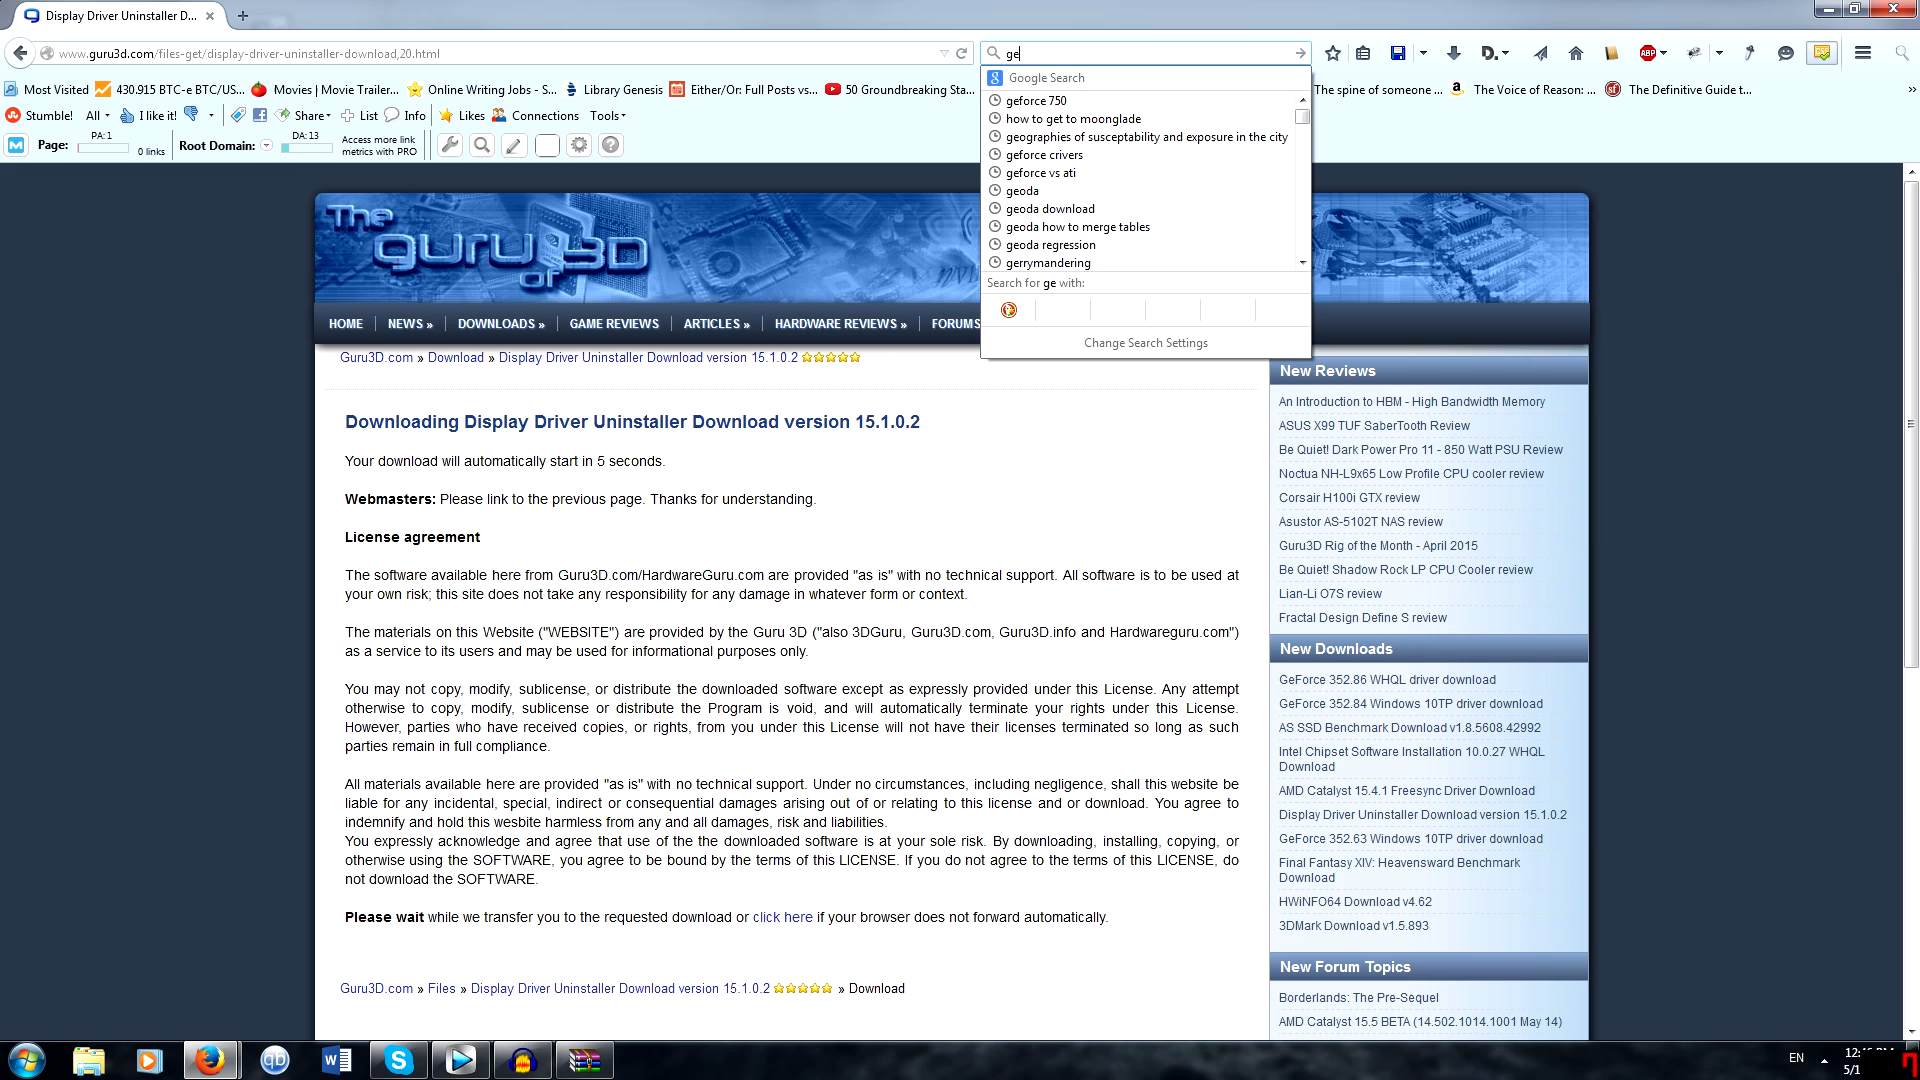 Display Driver Uninstaller D...
www.guru3d.com/files-get/display-driver-uninstaller-download,20.html
ge
Most Visited
430.915 BTC-e BTC/US...
Movies | Movie Trailer...
Online Writing Jobs - S...
Library Genesis
Either/Or: Full Posts vs...
50 Groundbreaking Sta...
The spine of someone ...
The Voice of Reason: ...
The Definitive Guide t...
Stumble!
All
I like it!
Share
List
Info
Likes
Connections
Tools
Page:
PA: 1
0 links
Root Domain:
DA: 13
Access more link
metrics with PRO
Google Search
geforce 750
how to get to moonglade
geographies of susceptability and exposure in the city
geforce crivers
geforce vs ati
geoda
geoda download
geoda how to merge tables
geoda regression
gerrymandering
Search for ge with:
Change Search Settings
The guru of 3D
HOME
NEWS »
DOWNLOADS »
GAME REVIEWS
ARTICLES »
HARDWARE REVIEWS »
FORUMS
Guru3D.com » Download » Display Driver Uninstaller Download version 15.1.0.2
Downloading Display Driver Uninstaller Download version 15.1.0.2
Your download will automatically start in 5 seconds.
Webmasters: Please link to the previous page. Thanks for understanding.
License agreement
The software available here from Guru3D.com/HardwareGuru.com are provided "as is" with no technical support. All software is to be used at
your own risk; this site does not take any responsibility for any damage in whatever form or context.
The materials on this Website ("WEBSITE") are provided by the Guru 3D ("also 3DGuru, Guru3D.com, Guru3D.info and Hardwareguru.com")
as a service to its users and may be used for informational purposes only.
You may not copy, modify, sublicense, or distribute the downloaded software except as expressly provided under this License. Any attempt
otherwise to copy, modify, sublicense or distribute the Program is void, and will automatically terminate your rights under this License.
However, parties who have received copies, or rights, from you under this License will not have their licenses terminated so long as such
parties remain in full compliance.
All materials available here are provided "as is" with no technical support. Under no circumstances, including negligence, shall this website be
liable for any incidental, special, indirect or consequential damages arising out of or relating to this license and or download. You agree to
indemnify and hold this wesbite harmless from any and all damages, risk and liabilities.
You expressly acknowledge and agree that use of the the downloaded software is at your sole risk. By downloading, installing, copying, or
otherwise using the SOFTWARE, you agree to be bound by the terms of this LICENSE. If you do not agree to the terms of this LICENSE, do
not download the SOFTWARE.
Please wait while we transfer you to the requested download or click here if your browser does not forward automatically.
Guru3D.com » Files » Display Driver Uninstaller Download version 15.1.0.2 » Download
New Reviews
An Introduction to HBM - High Bandwidth Memory
ASUS X99 TUF SaberTooth Review
Be Quiet! Dark Power Pro 11 - 850 Watt PSU Review
Noctua NH-L9x65 Low Profile CPU cooler review
Corsair H100i GTX review
Asustor AS-5102T NAS review
Guru3D Rig of the Month - April 2015
Be Quiet! Shadow Rock LP CPU Cooler review
Lian-Li O7S review
Fractal Design Define S review
New Downloads
GeForce 352.86 WHQL driver download
GeForce 352.84 Windows 10TP driver download
AS SSD Benchmark Download v1.8.5608.42992
Intel Chipset Software Installation 10.0.27 WHQL
Download
AMD Catalyst 15.4.1 Freesync Driver Download
Display Driver Uninstaller Download version 15.1.0.2
GeForce 352.63 Windows 10TP driver download
Final Fantasy XIV: Heavensward Benchmark
Download
HWiNFO64 Download v4.62
3DMark Download v1.5.893
New Forum Topics
Borderlands: The Pre-Sequel
AMD Catalyst 15.5 BETA (14.502.1014.1001 May 14)
EN
5/1